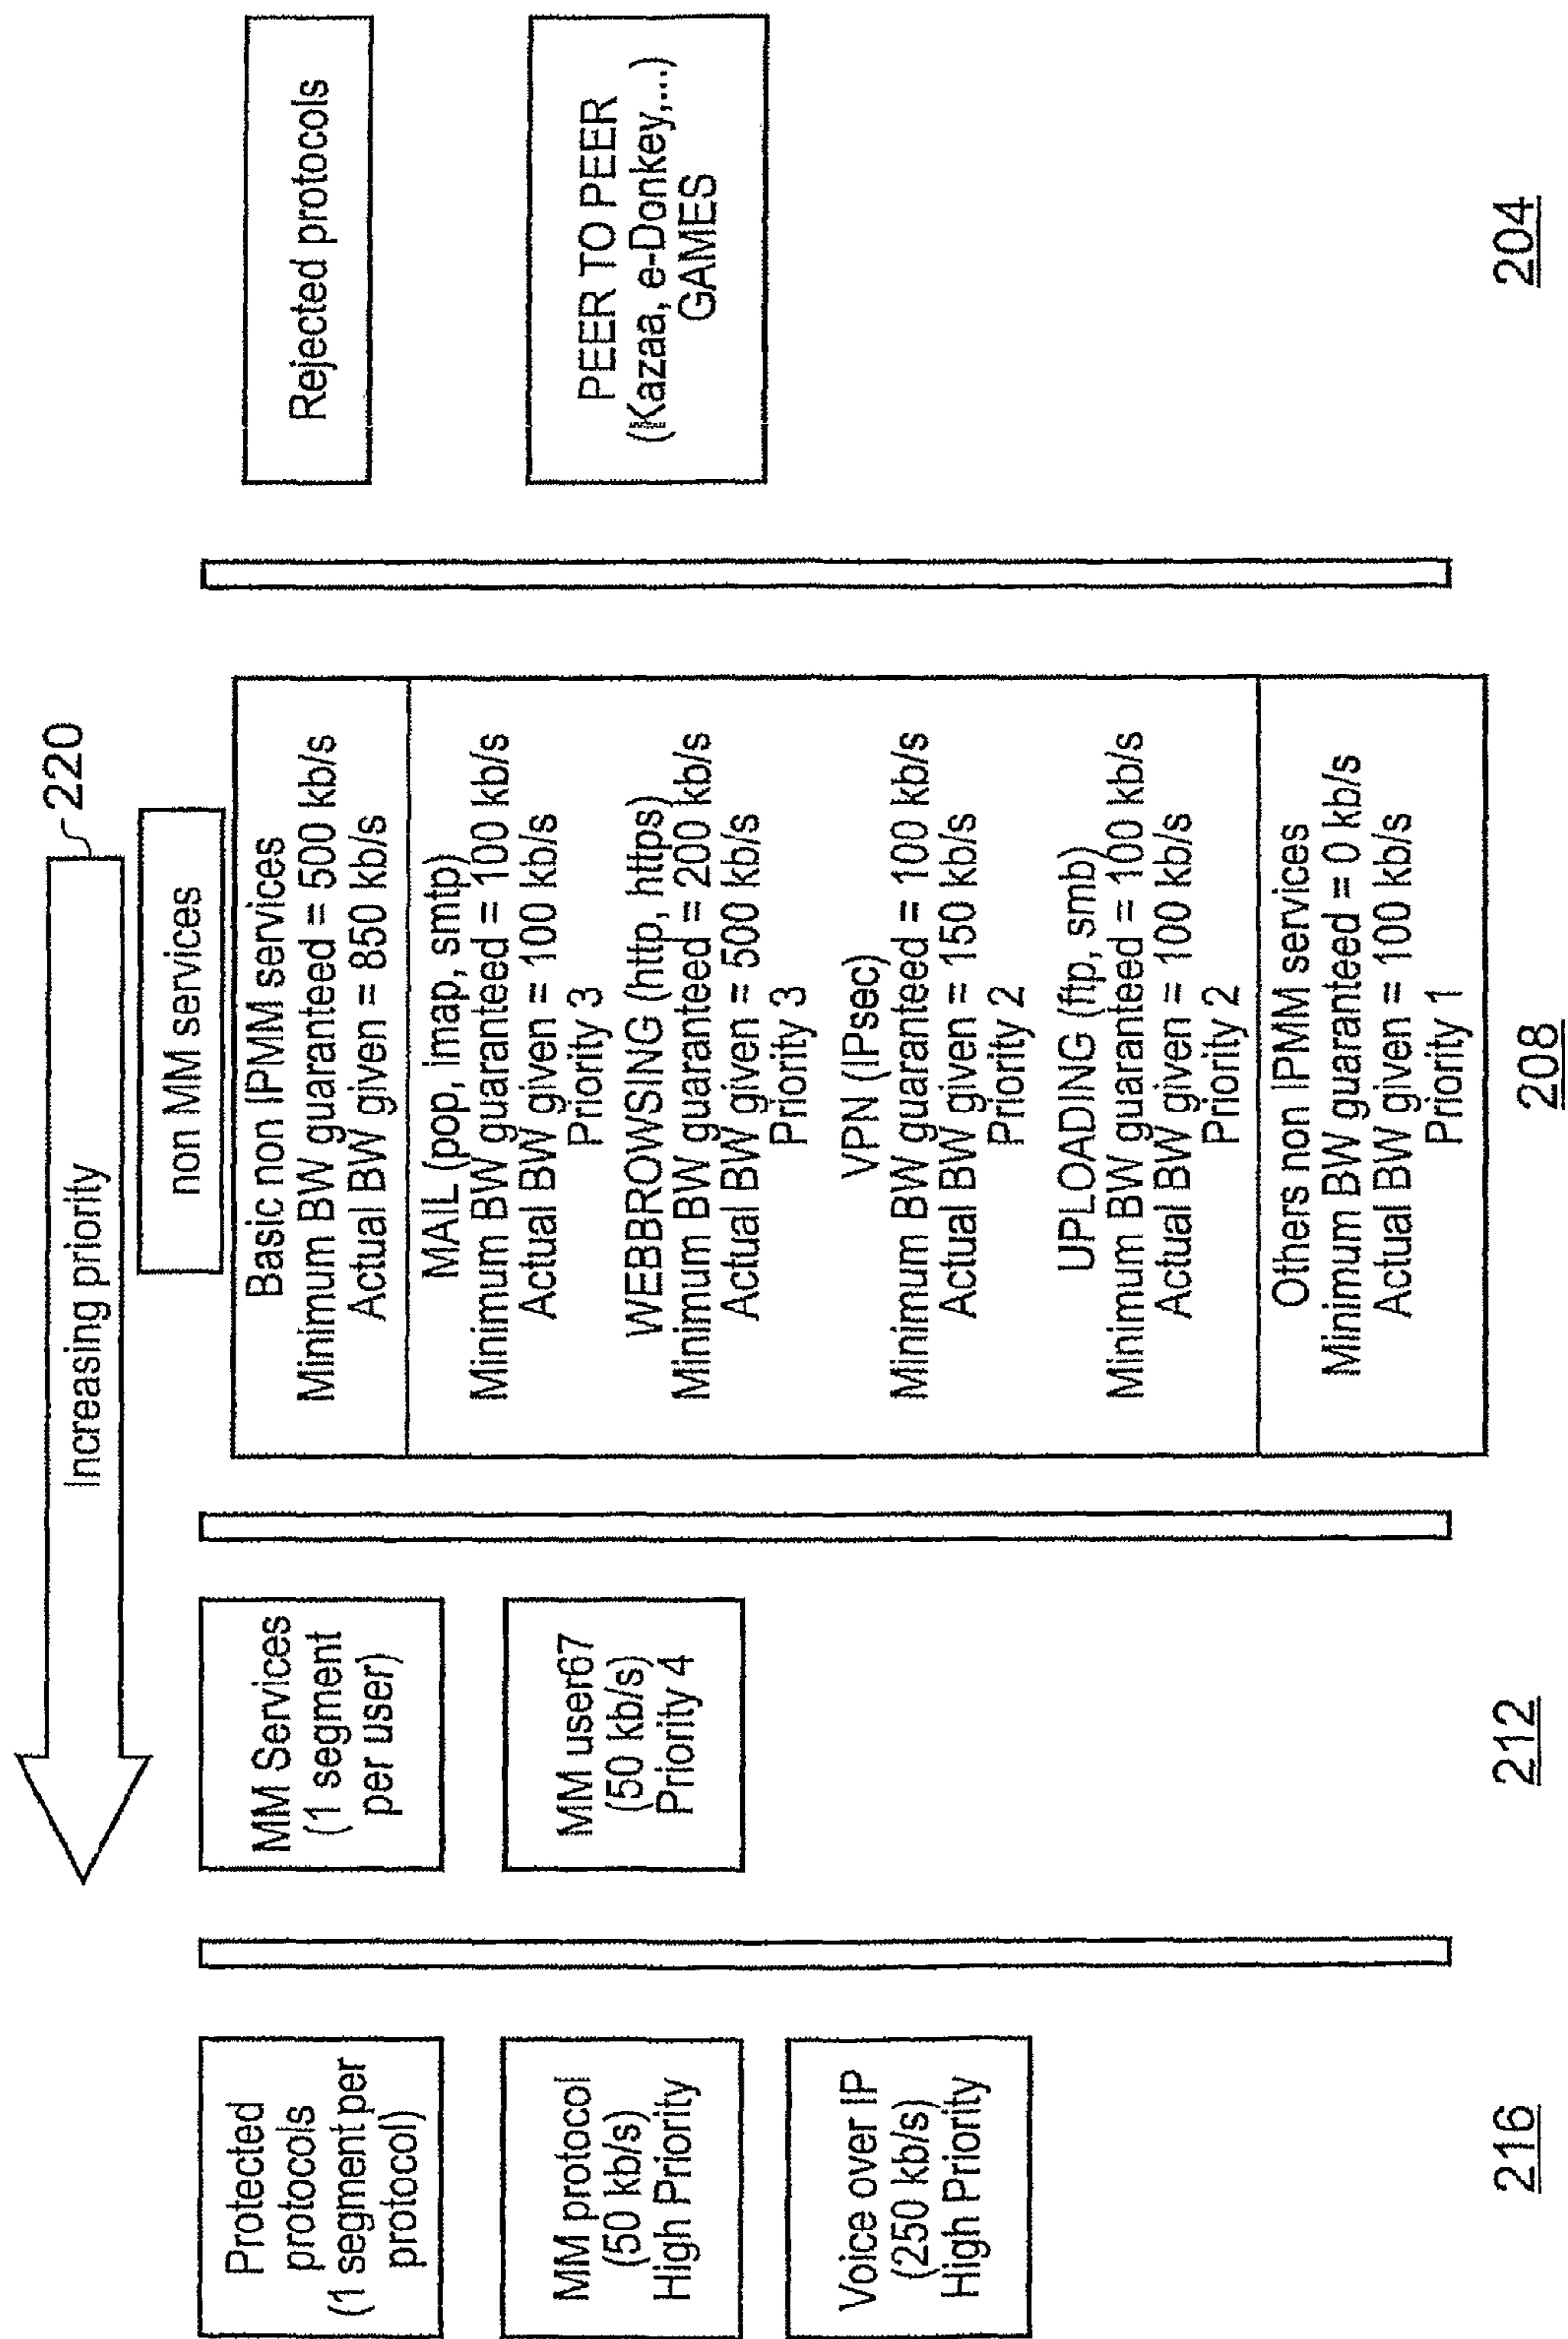 Increasing priority
220
Protected
protocols
(1 segment per
protocol)
MM protocol
(50 kb/s)
High Priority
Voice over IP
(250 kb/s)
High Priority
216
MM Services
(1 segment
per user)
MM user67
(50 kb/s)
Priority 4
212
non MM services
Basic non IPMM services
Minimum BW guaranteed = 500 kb/s
Actual BW given = 850 kb/s
MAIL (pop, imap, smtp)
Minimum BW guaranteed = 100 kb/s
Actual BW given = 100 kb/s
Priority 3
WEBBROWSING (http, https)
Minimum BW guaranteed = 200 kb/s
Actual BW given = 500 kb/s
Priority 3
VPN (IPsec)
Minimum BW guaranteed = 100 kb/s
Actual BW given = 150 kb/s
Priority 2
UPLOADING (ftp, smb)
Minimum BW guaranteed = 100 kb/s
Actual BW given = 100 kb/s
Priority 2
Others non IPMM services
Minimum BW guaranteed = 0 kb/s
Actual BW given = 100 kb/s
Priority 1
208
Rejected protocols
PEER TO PEER
(Kazaa, e-Donkey,...)
GAMES
204